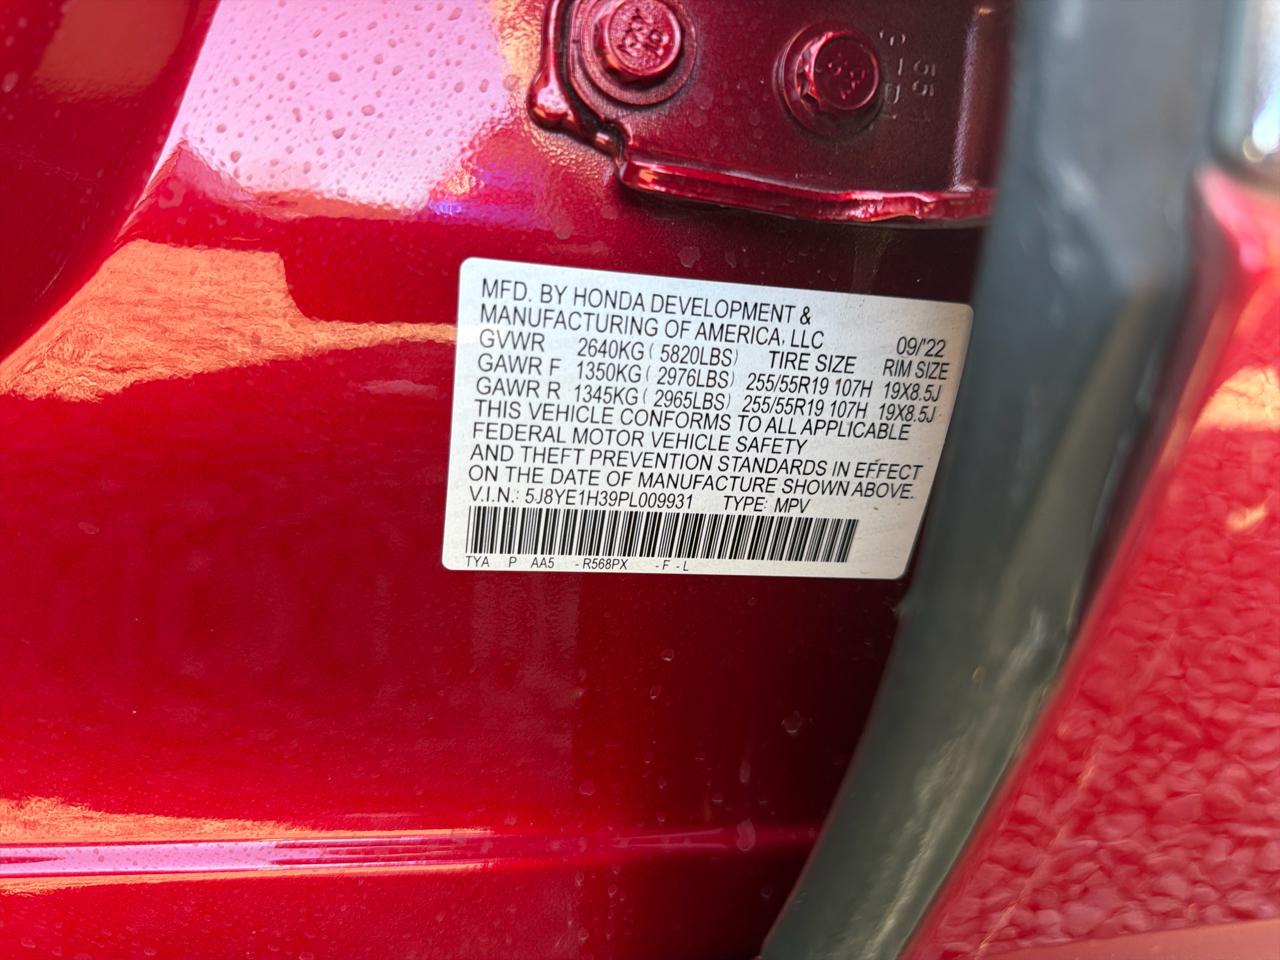 MFD. BY HONDA DEVELOPMENT &
MANUFACTURING OF AMERICA, LLC
09/'22
GVWR 2640KG ( 5820LBS) TIRE SIZE RIM SIZE
GAWR F 1350KG ( 2976LBS) 255/55R19 107H 19X8.5J
GAWR R 1345KG ( 2965LBS) 255/55R19 107H 19X8.5J
THIS VEHICLE CONFORMS TO ALL APPLICABLE
FEDERAL MOTOR VEHICLE SAFETY
AND THEFT PREVENTION STANDARDS IN EFFECT
ON THE DATE OF MANUFACTURE SHOWN ABOVE.
V.I.N.: 5J8YE1H39PL009931 TYPE: MPV
TYA P AA5 - R568PX - F - L